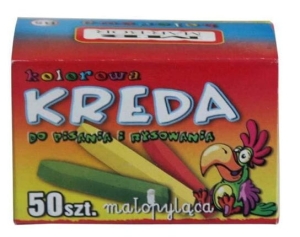 kolorowa
KREDA
DO PISANIA I RYSOWANIA
50szt.
małopyląca